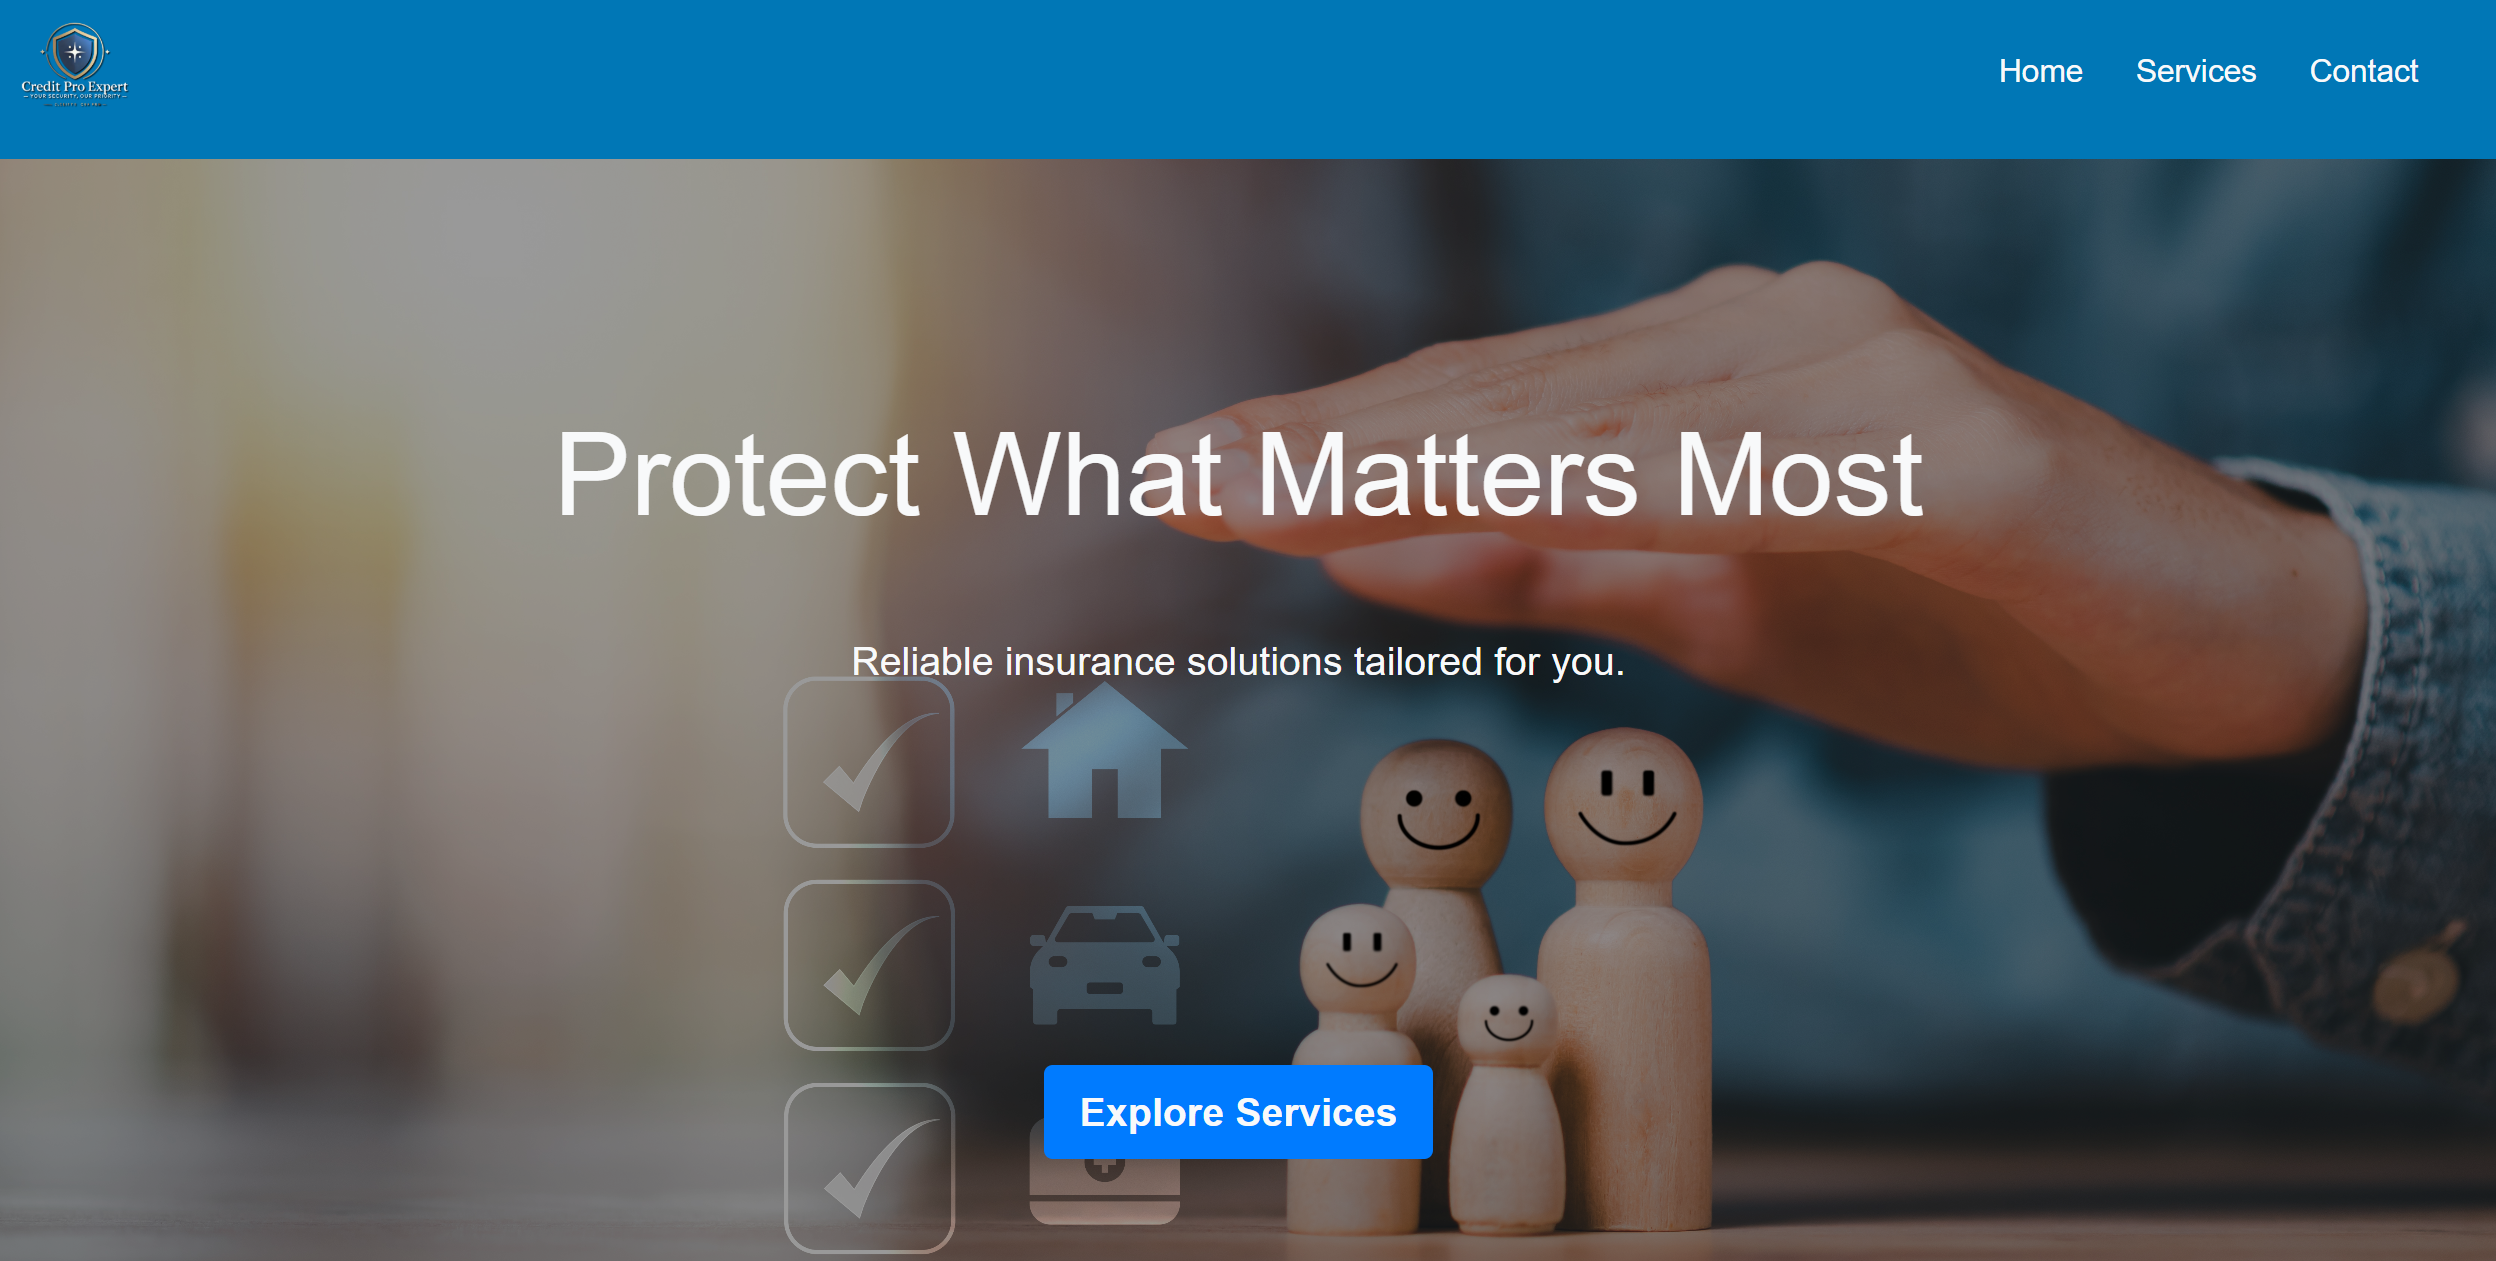 Credit Pro Expert
— YOUR SECURITY, OUR PRIORITY —
Home Services Contact
Protect What Matters Most
Reliable insurance solutions tailored for you.
Explore Services